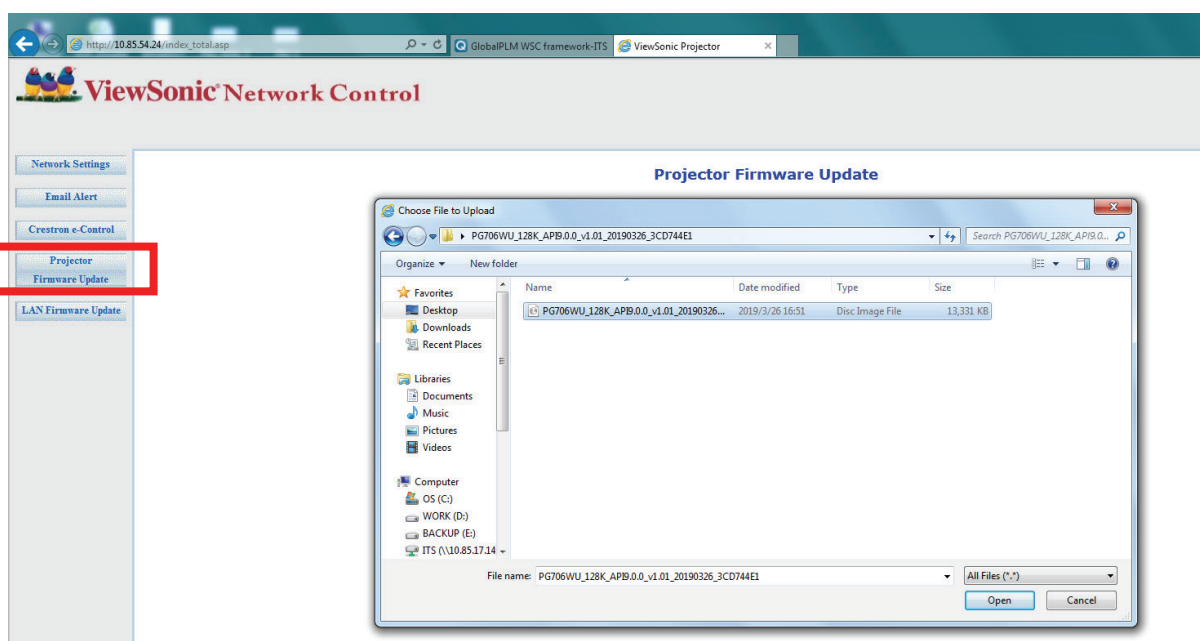 http://10.85.54.24/index_total.asp
GlobalPLM WSC framework-ITS
ViewSonic Projector
ViewSonic® Network Control
Network Settings
Email Alert
Crestron e-Control
Projector
Firmware Update
LAN Firmware Update
Projector Firmware Update
Choose File to Upload
PG706WU_128K_API9.0.0_v1.01_20190326_3CD744E1
Search PG706WU_128K_API9.0...
Organize
New folder
Name Date modified Type Size
PG706WU_128K_API9.0.0_v1.01_20190326... 2019/3/26 16:51 Disc Image File 13,331 KB
Favorites
Desktop
Downloads
Recent Places
Libraries
Documents
Music
Pictures
Videos
Computer
OS (C:)
WORK (D:)
BACKUP (E:)
ITS (\\10.85.17.14
File name: PG706WU_128K_API9.0.0_v1.01_20190326_3CD744E1
All Files (*.*)
Open Cancel